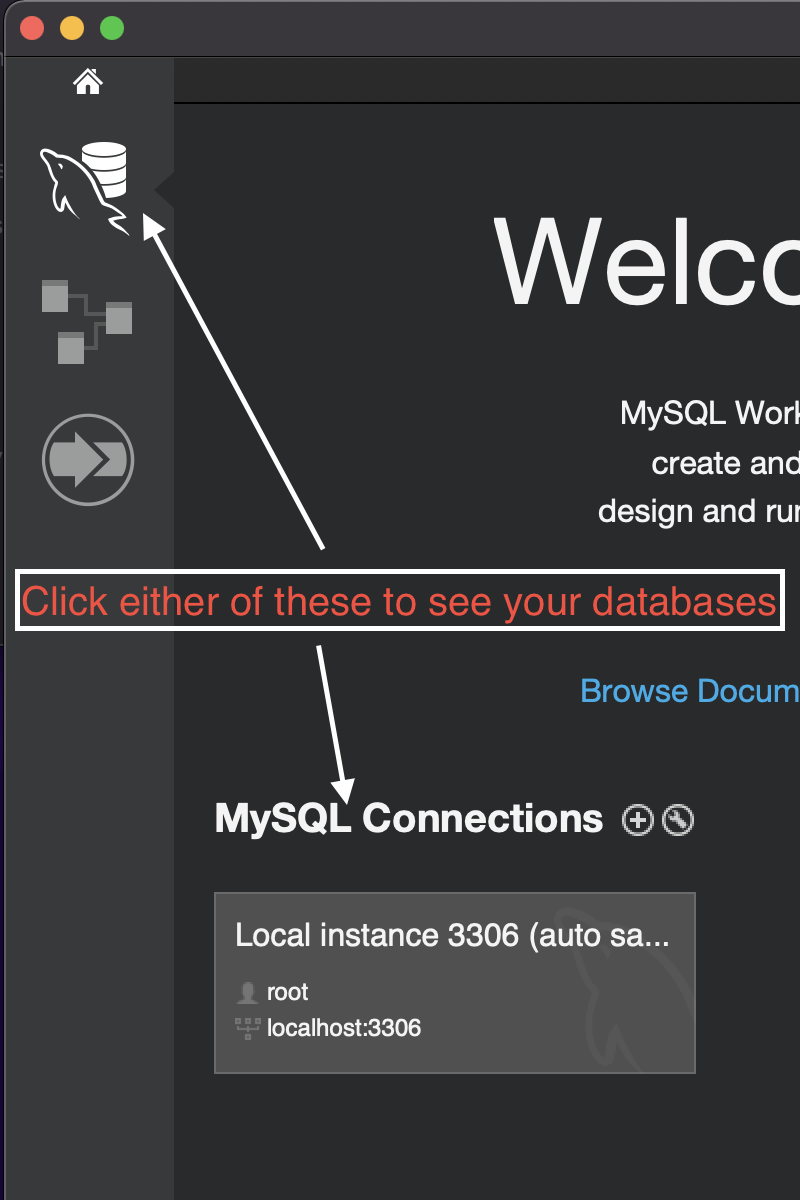 Welco
MySQL Work
create and
design and rur
Click either of these to see your databases
Browse Docum
MySQL Connections
Local instance 3306 (auto sa...
root
localhost:3306